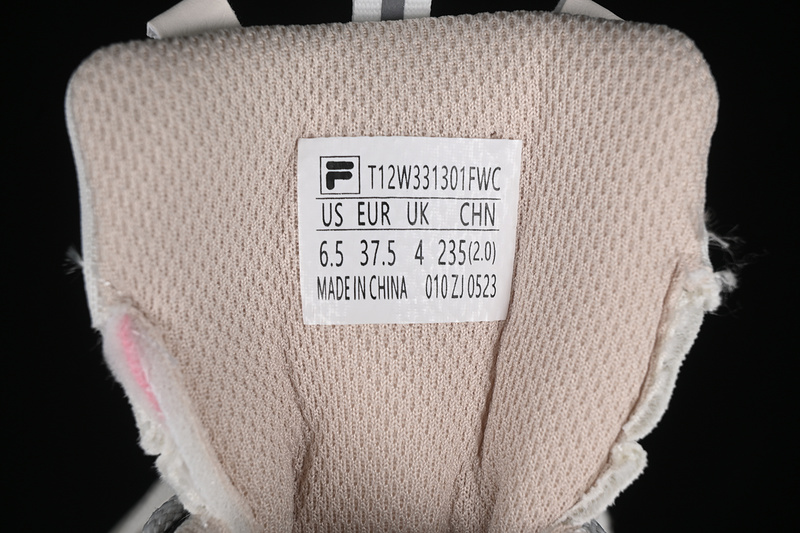 F T12W331301FWC
US EUR UK CHN
6.5 37.5 4 235(2.0)
MADE IN CHINA 010 ZJ 0523